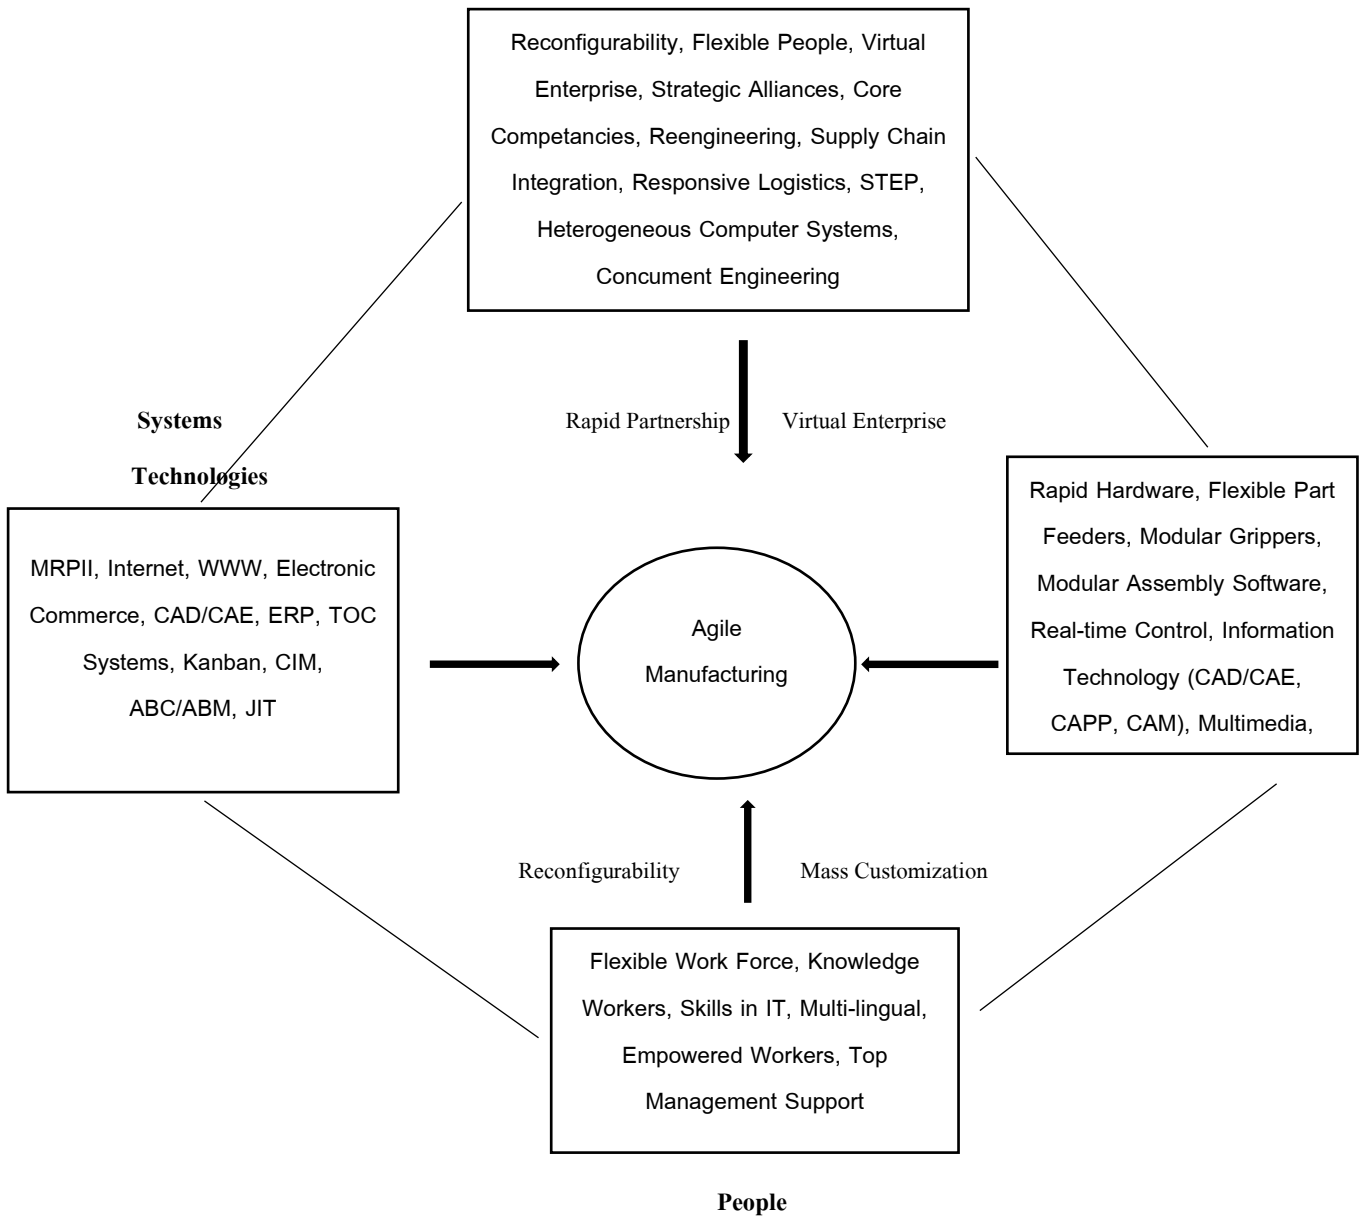 Reconfigurability, Flexible People, Virtual
Enterprise, Strategic Alliances, Core
Competancies, Reengineering, Supply Chain
Integration, Responsive Logistics, STEP,
Heterogeneous Computer Systems,
Concument Engineering
Rapid Partnership
Virtual Enterprise
Systems
Technologies
MRPII, Internet, WWW, Electronic
Commerce, CAD/CAE, ERP, TOC
Systems, Kanban, CIM,
ABC/ABM, JIT
Agile
Manufacturing
Rapid Hardware, Flexible Part
Feeders, Modular Grippers,
Modular Assembly Software,
Real-time Control, Information
Technology (CAD/CAE,
CAPP, CAM), Multimedia,
Reconfigurability
Mass Customization
Flexible Work Force, Knowledge
Workers, Skills in IT, Multi-lingual,
Empowered Workers, Top
Management Support
People